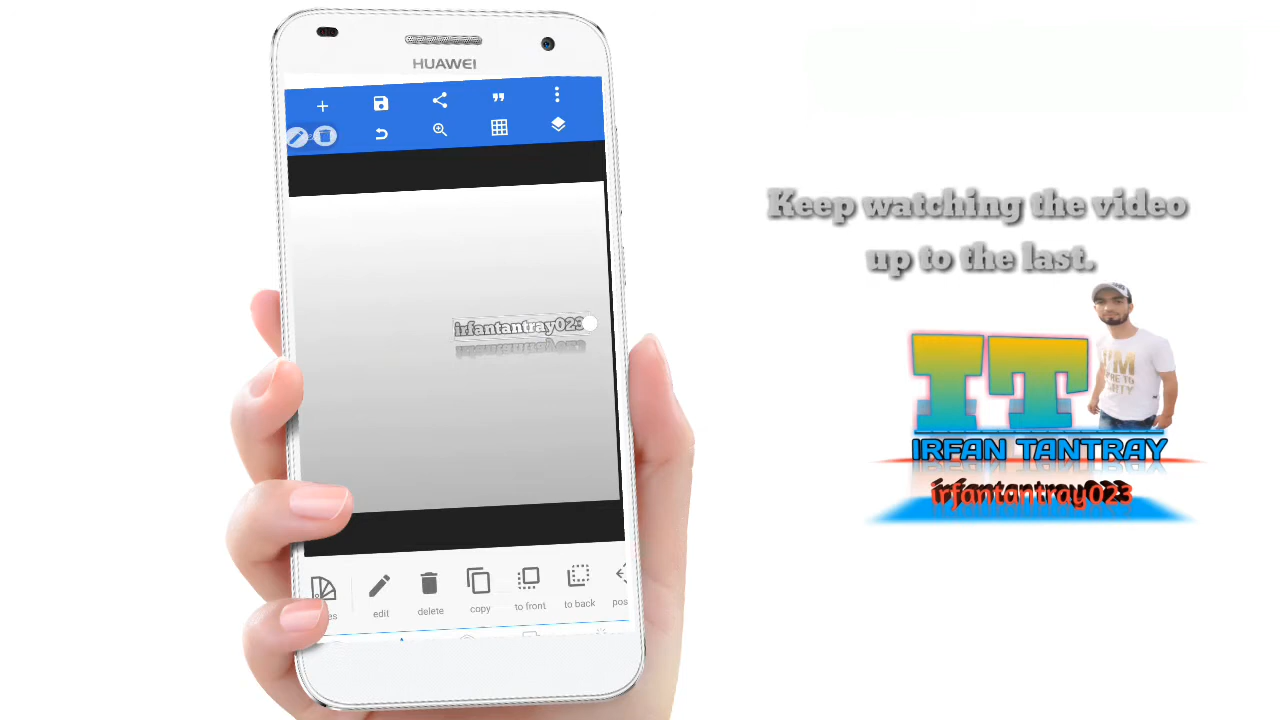 HUAWEI
irfantantray023
edit
delete
copy
to front
to back
Keep watching the video
up to the last.
I'M
IT
IRFAN TANTRAY
irfantantray023